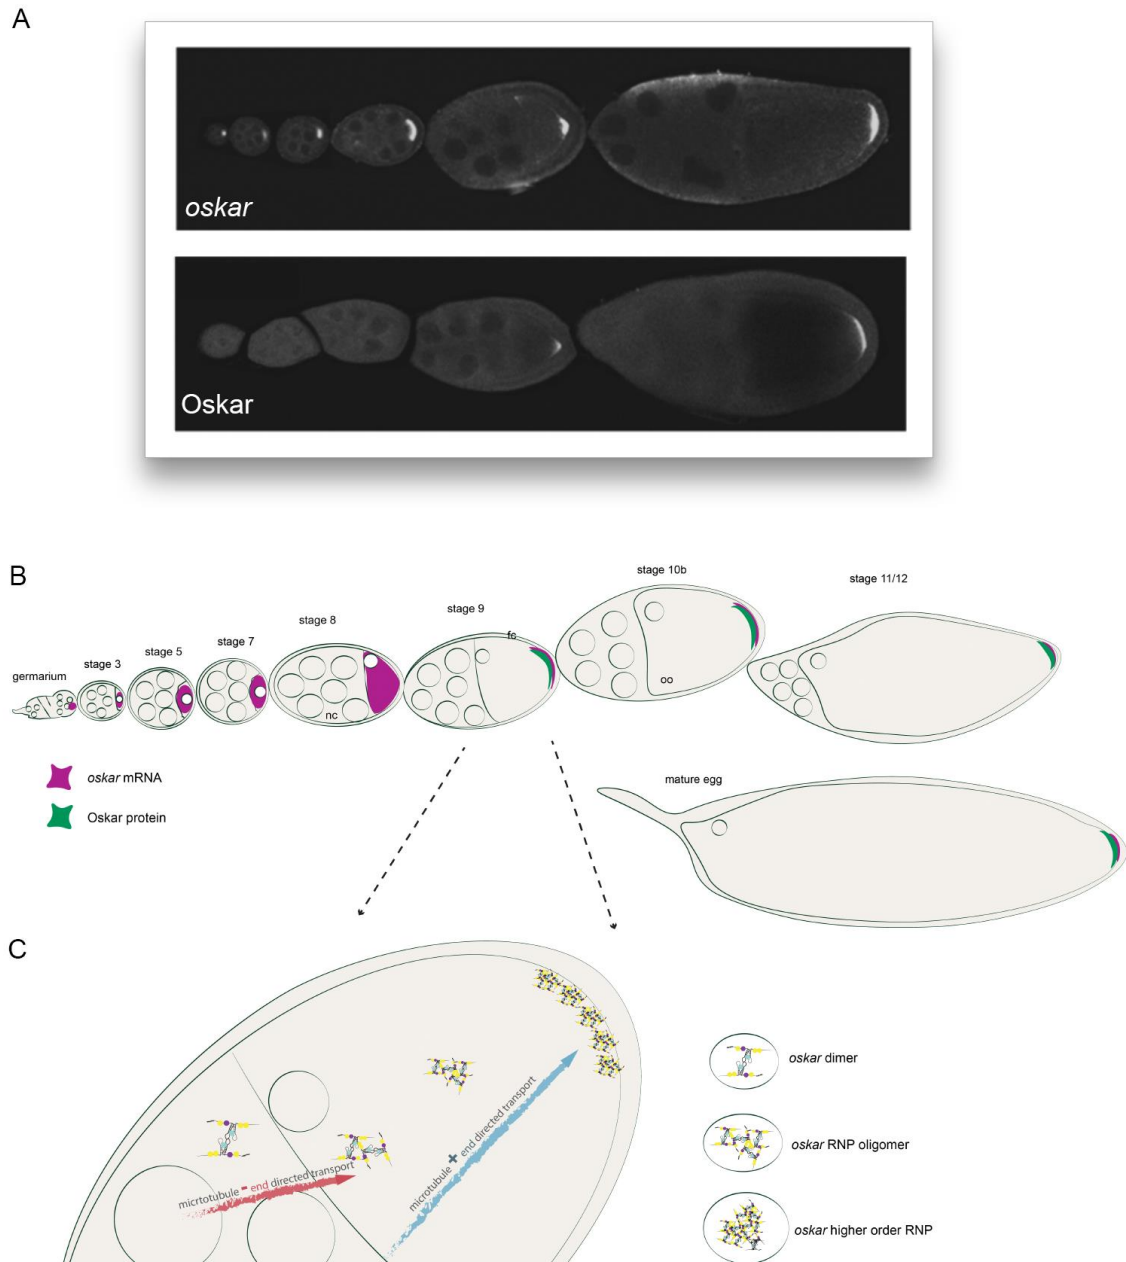 A
oskar
Oskar
B
germarium
stage 3
stage 5
stage 7
stage 8
stage 9
stage 10b
stage 11/12
fc
nc
oo
oskar mRNA
Oskar protein
mature egg
C
micrtotubule - end directed transport
microtubule + end directed transport
oskar dimer
oskar RNP oligomer
oskar higher order RNP